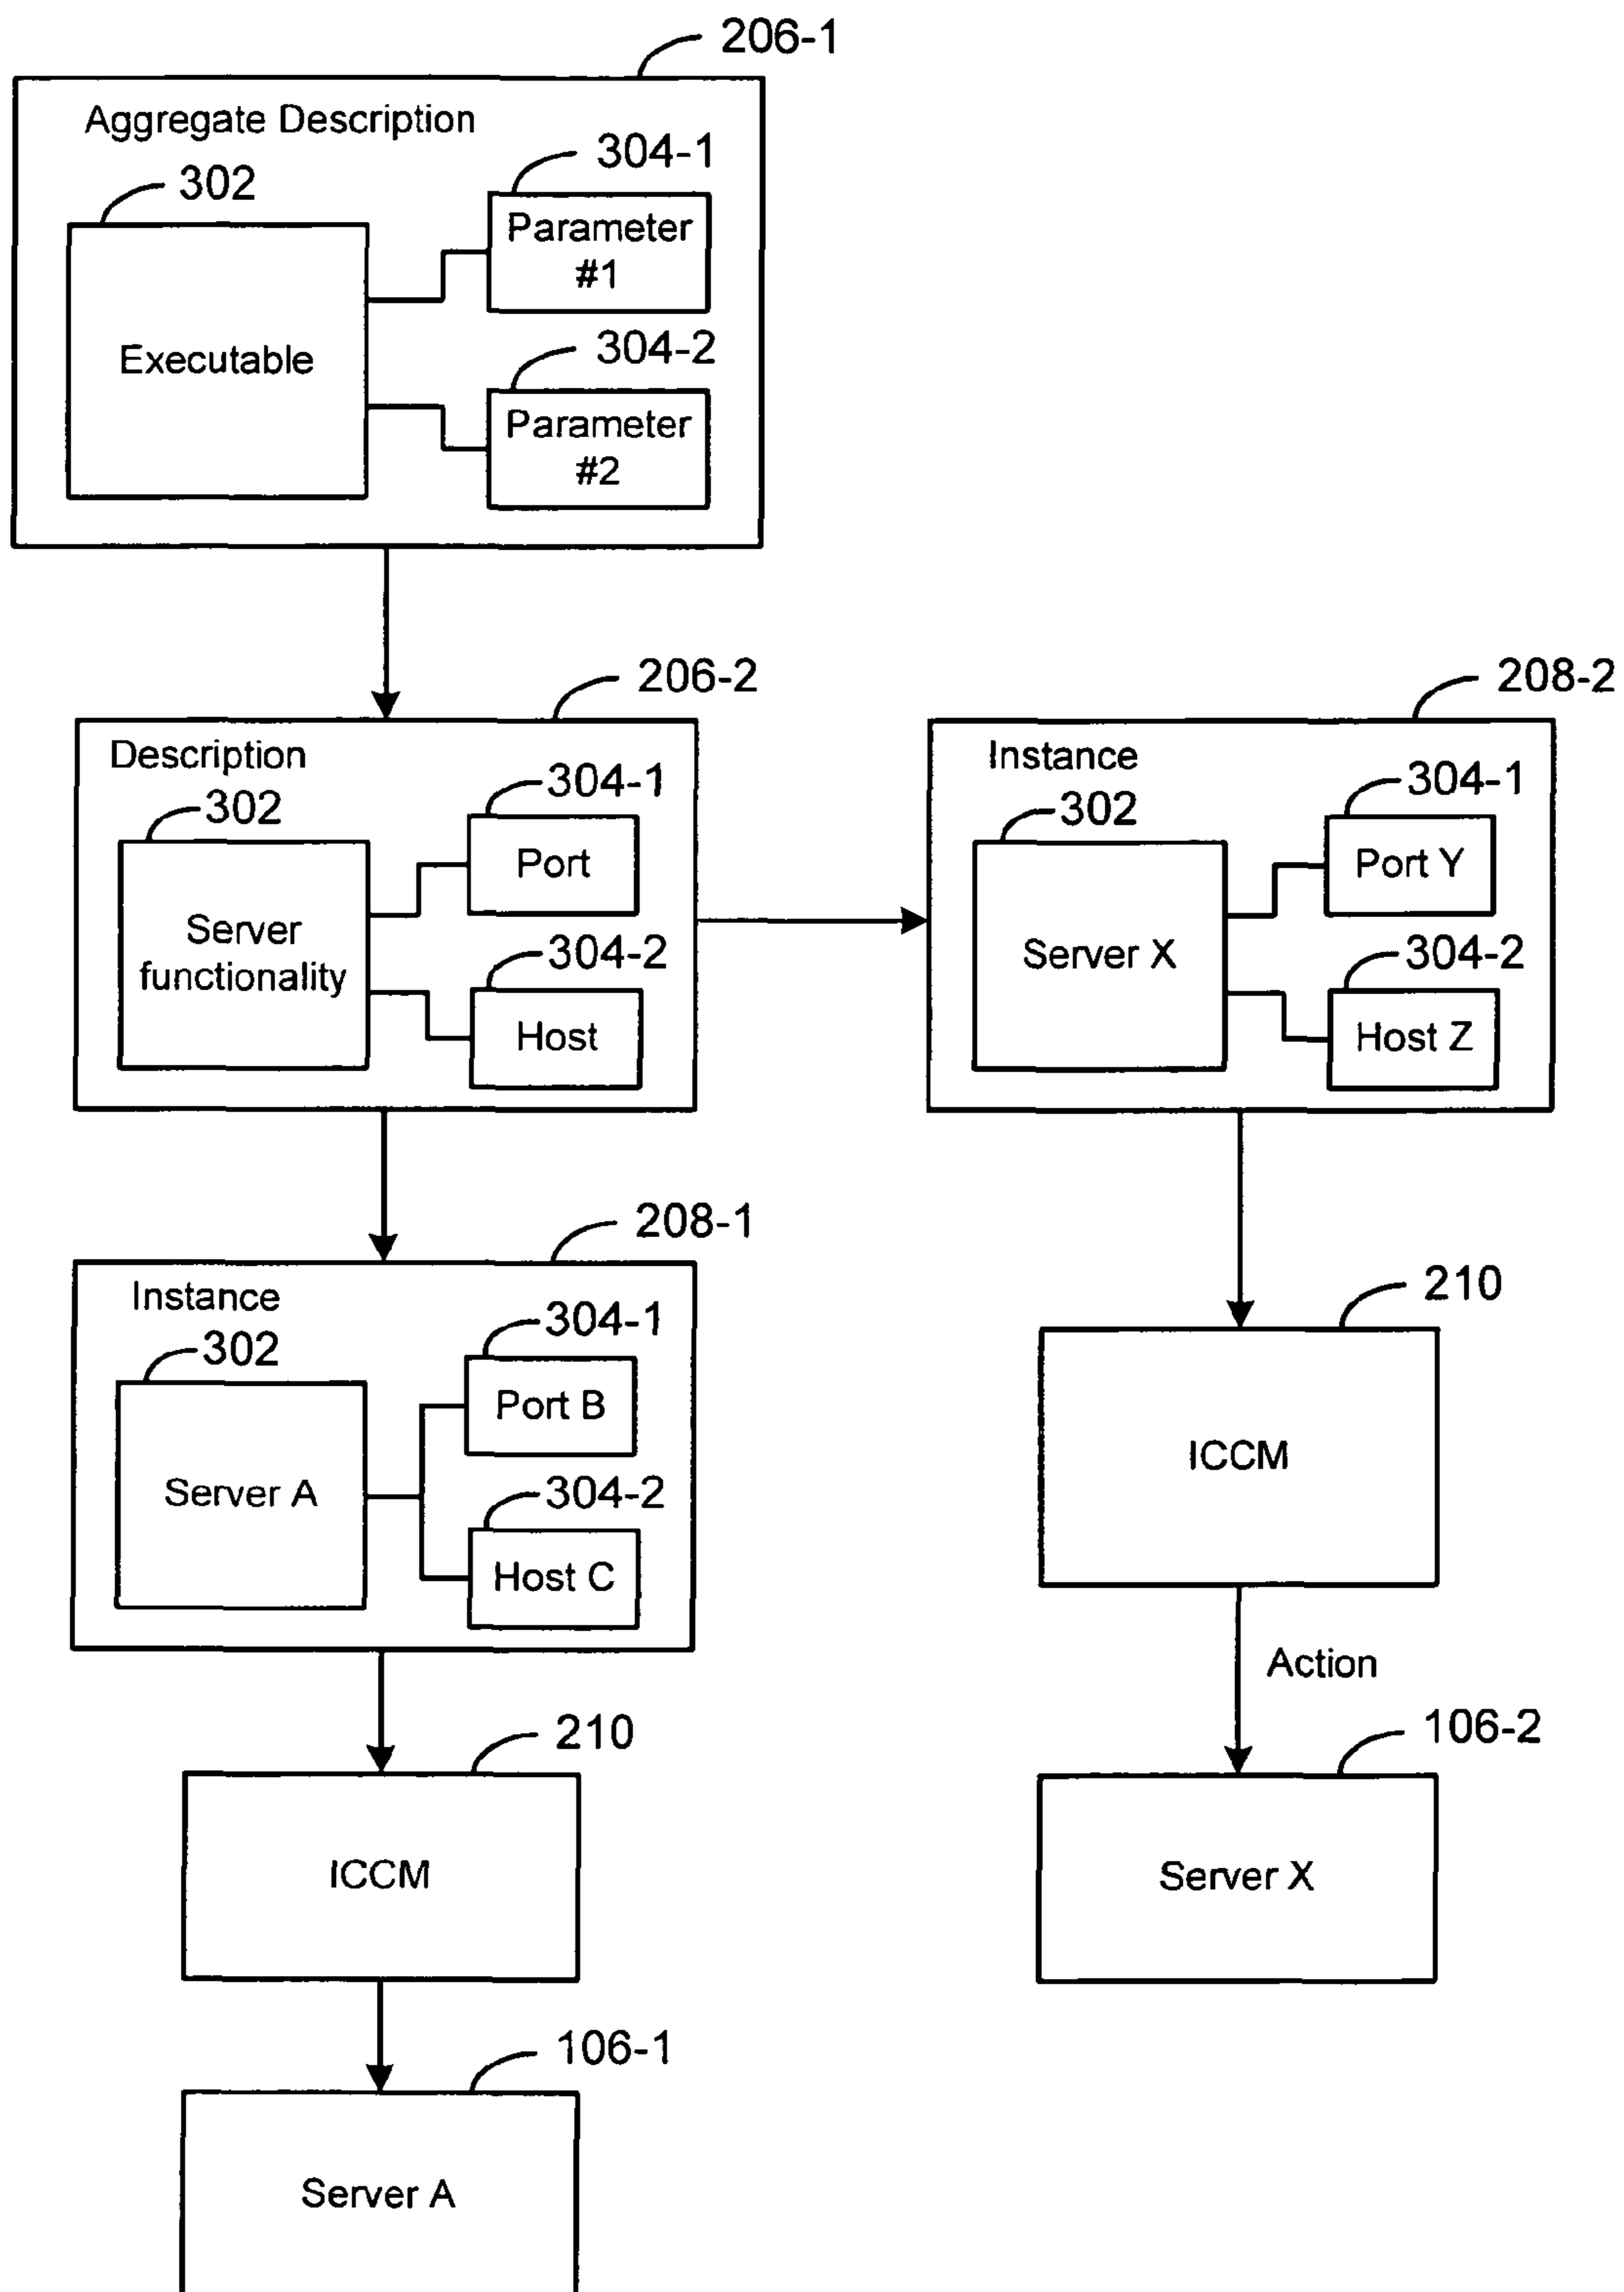 206-1
Aggregate Description
302
304-1
Executable
Parameter
#1
304-2
Parameter
#2
206-2
Description
302
304-1
Server
functionality
Port
304-2
Host
208-2
Instance
302
304-1
Server X
Port Y
304-2
Host Z
208-1
Instance
302
304-1
Server A
Port B
304-2
Host C
210
ICCM
Action
106-2
Server X
210
ICCM
106-1
Server A